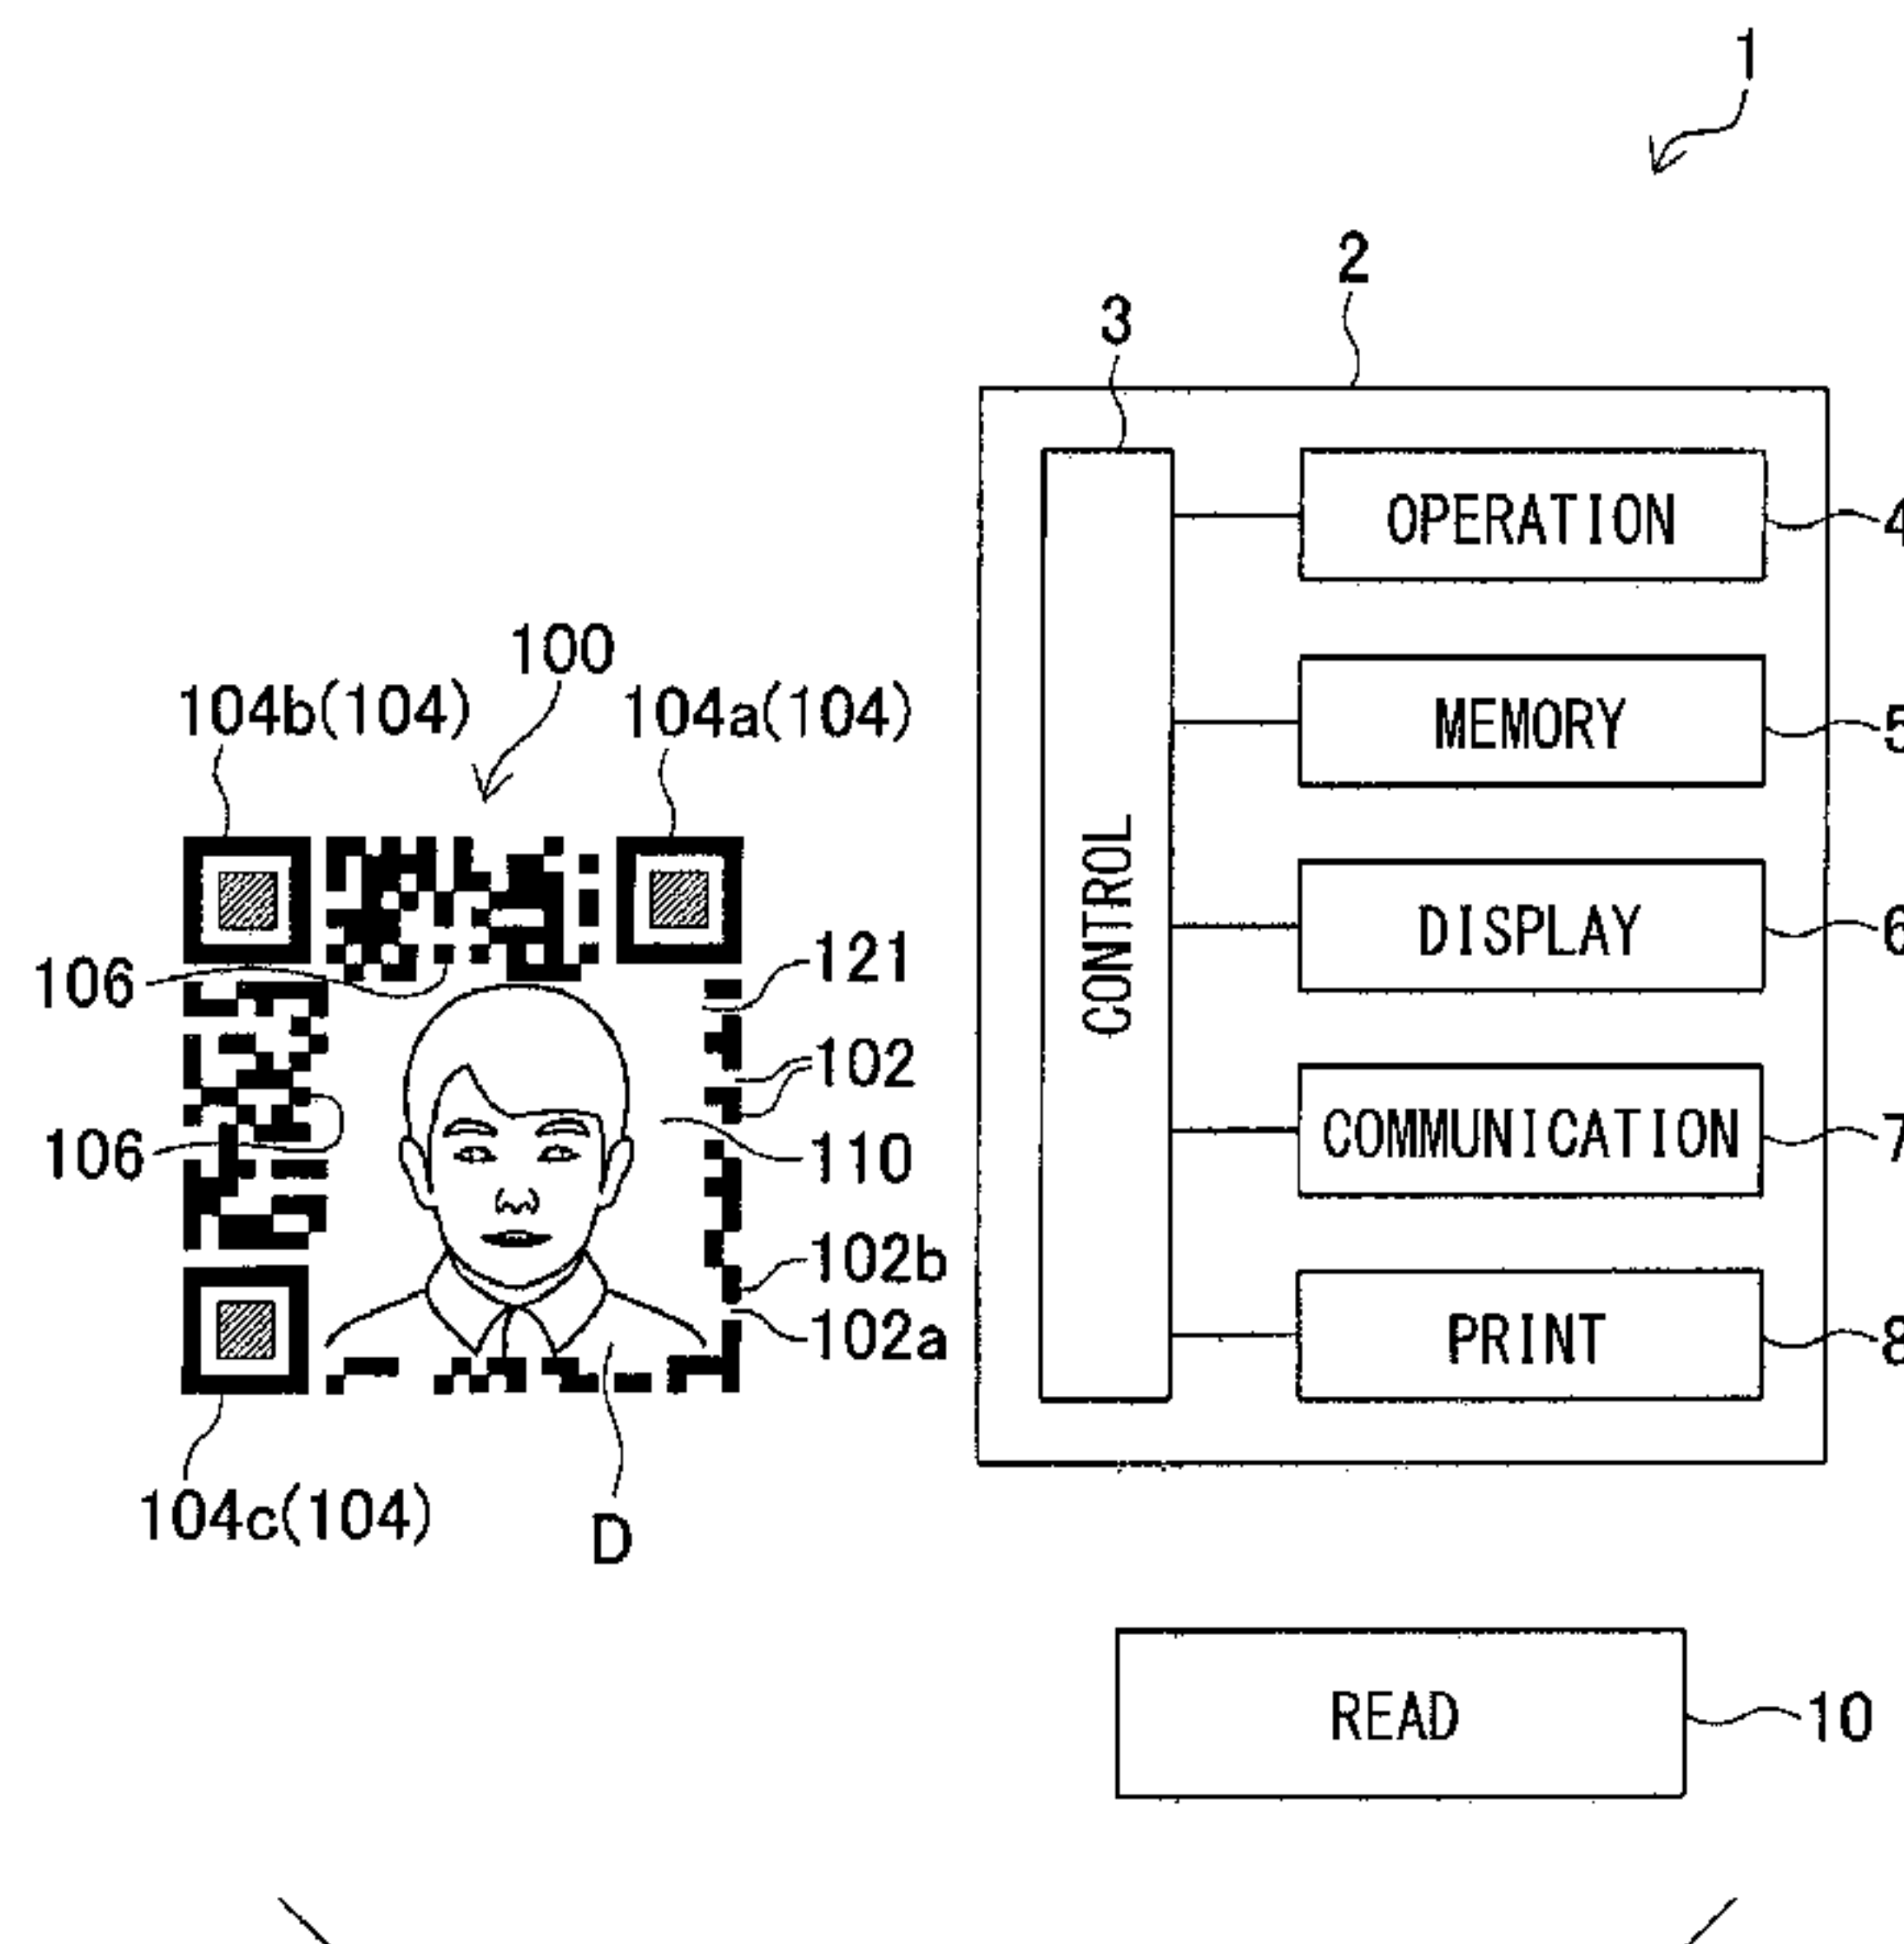 1
2
3
OPERATION
4
100
104b(104)
104a(104)
MEMORY
5
CONTROL
DISPLAY
6
121
106
102
COMMUNICATION
7
106
110
102b
102a
PRINT
8
104c(104)
D
READ
10